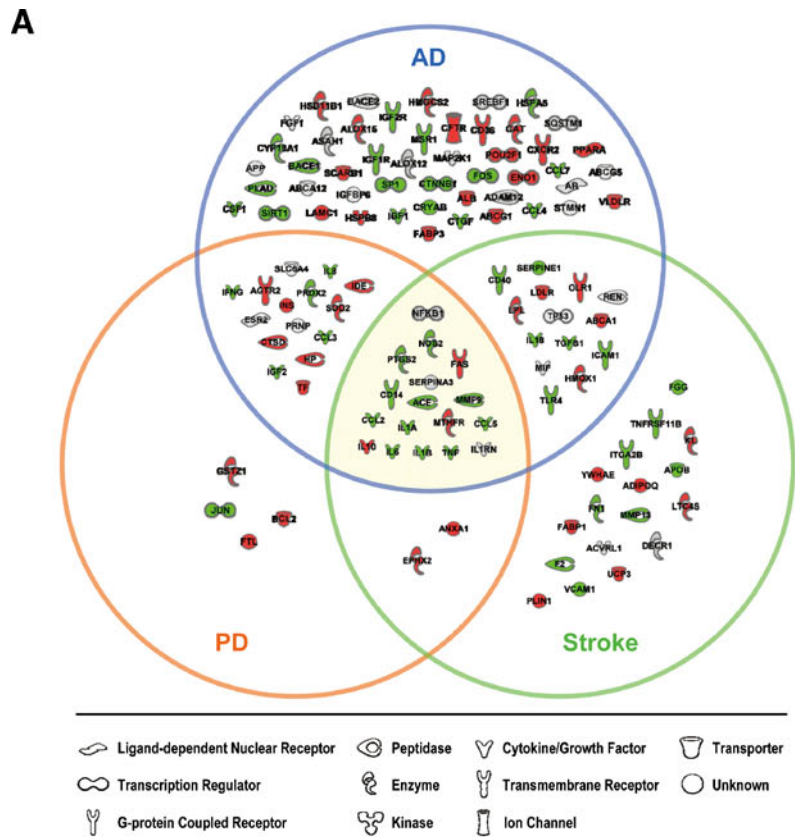 A
AD
HSD11B1 BACE2 HMGCS2 SREBF1 HSPA5
FGF1 IGF2R SQSTM1
ALOX15 CFTR CD36 CAT
ASAH1 MSR1 CXCR2
CYP19A1 POU2F1 PPARA
IGF1R ALOX12 MAP2K1
APP BACE1 SCARB1 ENO1 CCL7 ABCG5
PLAU ABCA12 SP1 CTNNB1 FOS AR
IGFBP6 ALB ADAM12 VLDLR
CSF1 SIRT1 LAMC1 HSPB8 IGF1 CRYAB CTGF ABCG1 CCL4 STMN1
FABP3
SLC6A4 IL8
IFNG AGTR2 PRDX2 IDE
INS SOD2
ESR2 PRNP CCL3
CTSD HP
IGF2 TF
SERPINE1
CD40 LDLR OLR1 REN
LPL TP53 ABCA1
IL18 TGFB1 ICAM1
MIF HMOX1
TLR4
NFKB1
NOS2
PTGS2 FAS
SERPINA3
CD14 ACE MMP9
CCL2 IL1A MTHFR CCL5
IL10 IL6 IL1B TNF IL1RN
FGG
TNFRSF11B
ITGA2B KL
YWHAE APOB
ADIPOQ
FN1 LTC4S
FABP1 MMP13
ACVRL1 DECR1
F2 UCP3
VCAM1
PLIN1
GSTZ1
JUN BCL2
FTL
ANXA1
EPHX2
PD
Stroke
Ligand-dependent Nuclear Receptor Peptidase Cytokine/Growth Factor Transporter
Transcription Regulator Enzyme Transmembrane Receptor Unknown
G-protein Coupled Receptor Kinase Ion Channel